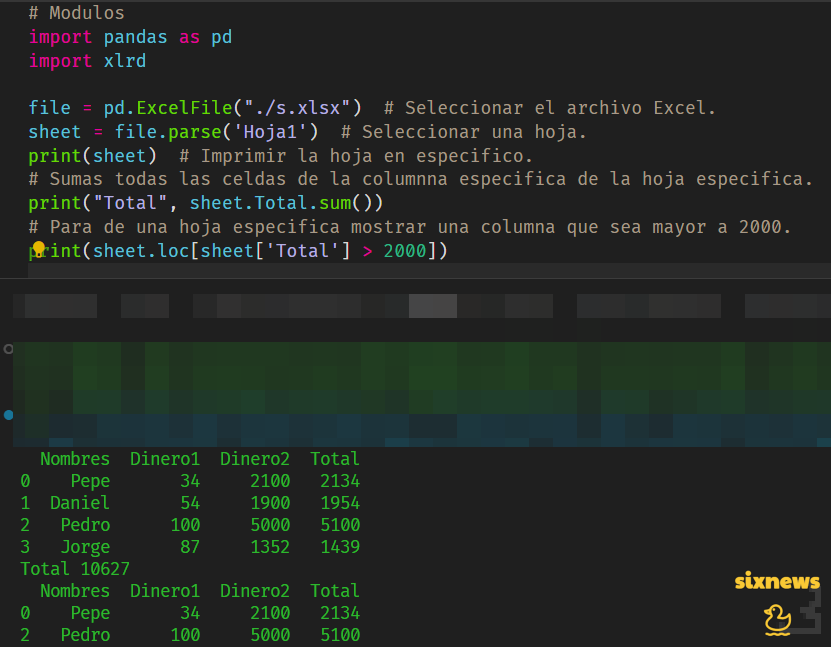 # Modulos
import pandas as pd
import xlrd
file = pd.ExcelFile("./s.xlsx")  # Seleccionar el archivo Excel.
sheet = file.parse('Hoja1')  # Seleccionar una hoja.
print(sheet)  # Imprimir la hoja en especifico.
# Sumas todas las celdas de la columnna especifica de la hoja especifica.
print("Total", sheet.Total.sum())
# Para de una hoja especifica mostrar una columna que sea mayor a 2000.
print(sheet.loc[sheet['Total'] > 2000])
Nombres  Dinero1  Dinero2  Total
0    Pepe       34     2100   2134
1  Daniel       54     1900   1954
2   Pedro      100     5000   5100
3   Jorge       87     1352   1439
Total 10627
Nombres  Dinero1  Dinero2  Total
0    Pepe       34     2100   2134
2   Pedro      100     5000   5100
sixnews